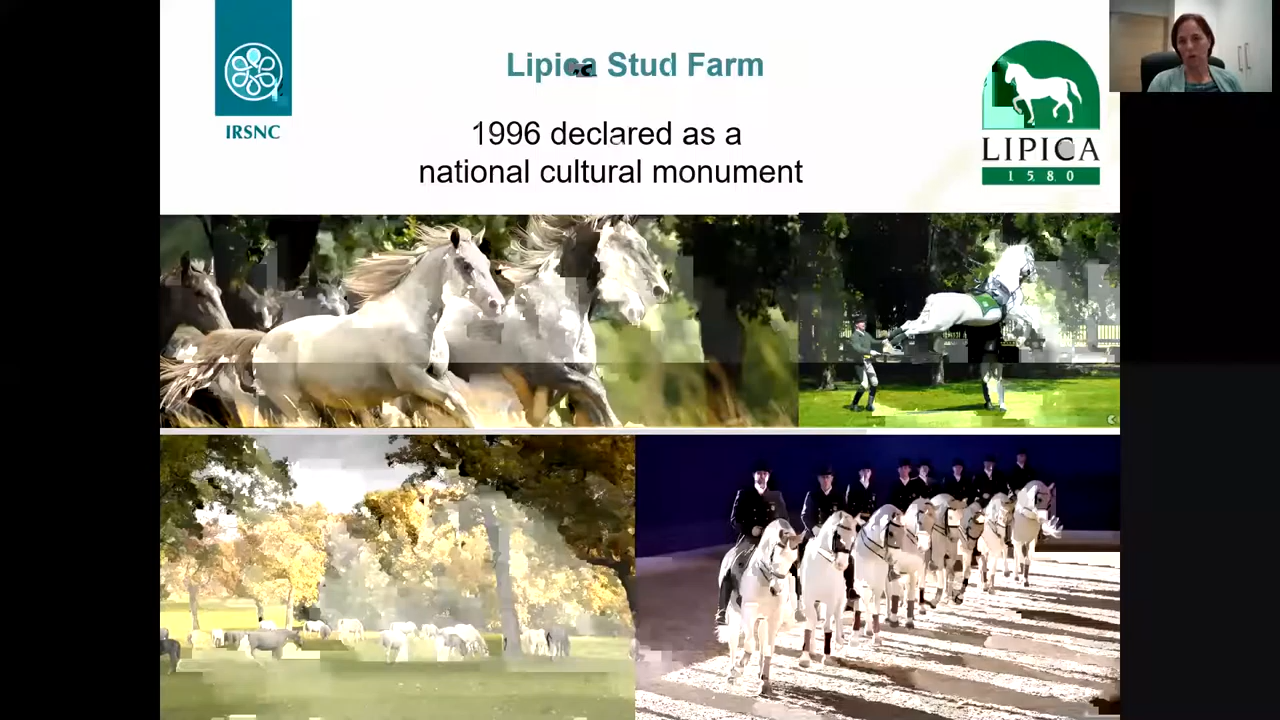 Lipica Stud Farm
IRSNC
1996 declared as a
national cultural monument
LIPICA
1580